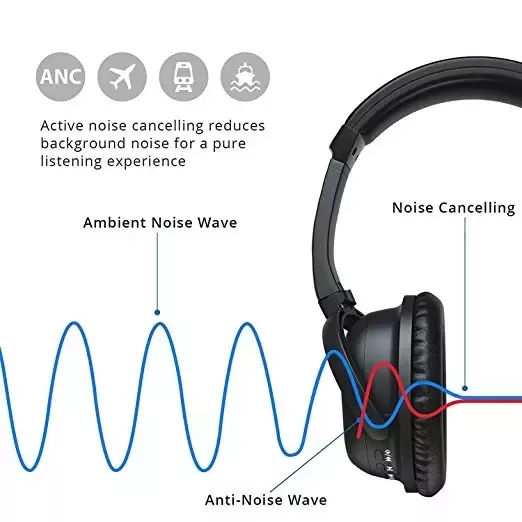 ANC
Active noise cancelling reduces
background noise for a pure
listening experience
Ambient Noise Wave
Noise Cancelling
Anti-Noise Wave